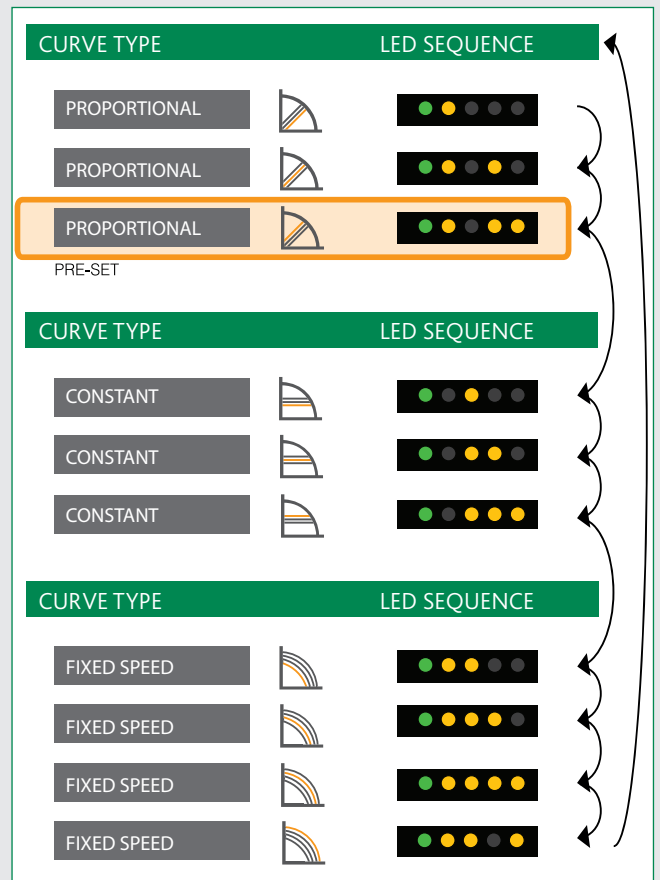 CURVE TYPE LED SEQUENCE
PROPORTIONAL
PROPORTIONAL
PROPORTIONAL
PRE-SET
CURVE TYPE LED SEQUENCE
CONSTANT
CONSTANT
CONSTANT
CURVE TYPE LED SEQUENCE
FIXED SPEED
FIXED SPEED
FIXED SPEED
FIXED SPEED